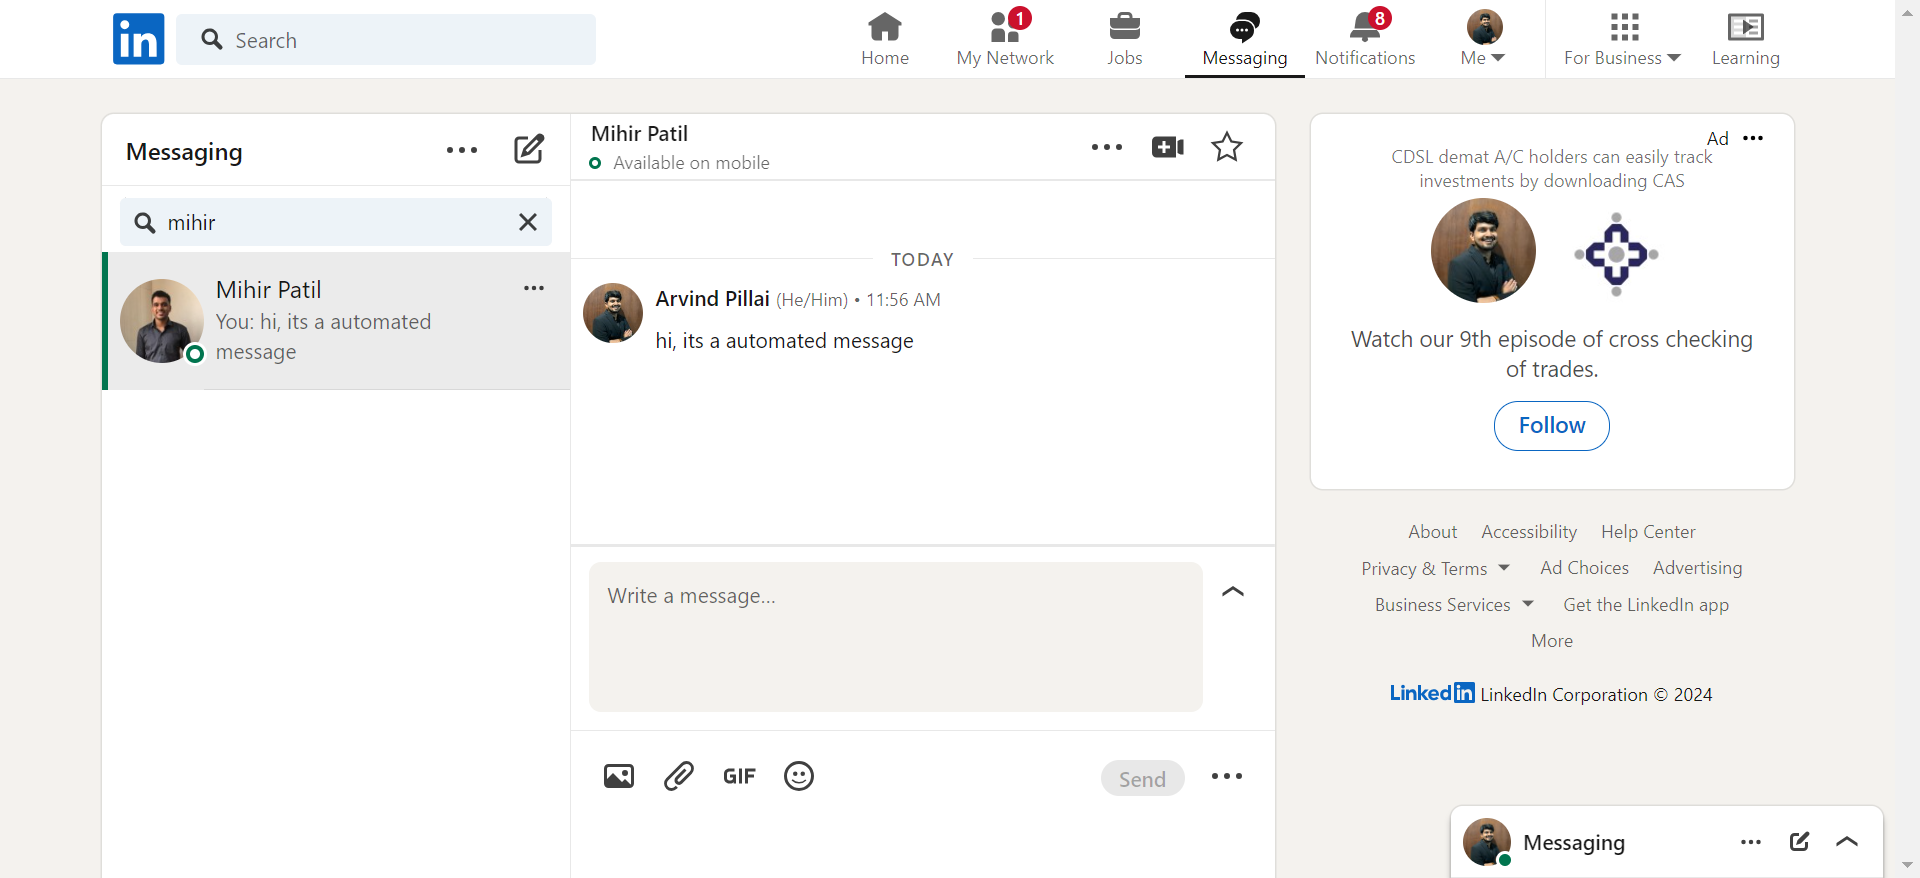 in
Search
Home
1
My Network
Jobs
Messaging
8
Notifications
Me
For Business
Learning
Messaging
mihir
Mihir Patil
You: hi, its a automated
message
Mihir Patil
Available on mobile
TODAY
Arvind Pillai (He/Him) • 11:56 AM
hi, its a automated message
Write a message...
GIF
Send
Ad
CDSL demat A/C holders can easily track
investments by downloading CAS
Watch our 9th episode of cross checking
of trades.
Follow
About Accessibility Help Center
Privacy & Terms Ad Choices Advertising
Business Services Get the LinkedIn app
More
LinkedIn LinkedIn Corporation © 2024
Messaging